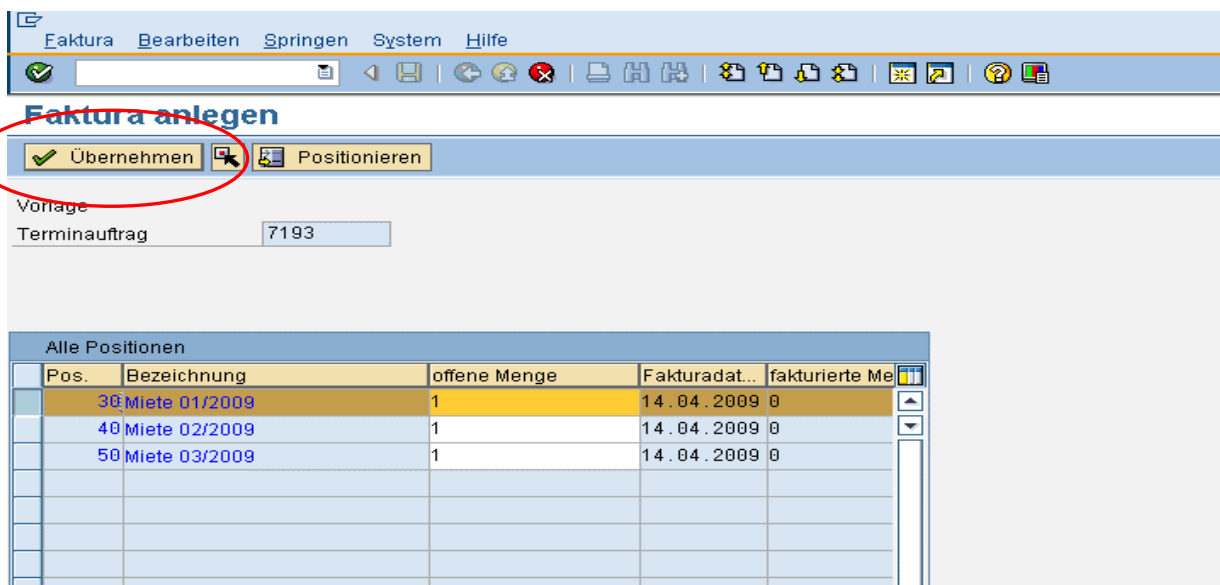 Faktura Bearbeiten Springen System Hilfe
Faktura anlegen
Übernehmen Positionieren
Vorlage
Terminauftrag 7193
Alle Positionen
Pos. Bezeichnung offene Menge Fakturadat... fakturierte Me
30 Miete 01/2009 1 14.04.2009 0
40 Miete 02/2009 1 14.04.2009 0
50 Miete 03/2009 1 14.04.2009 0